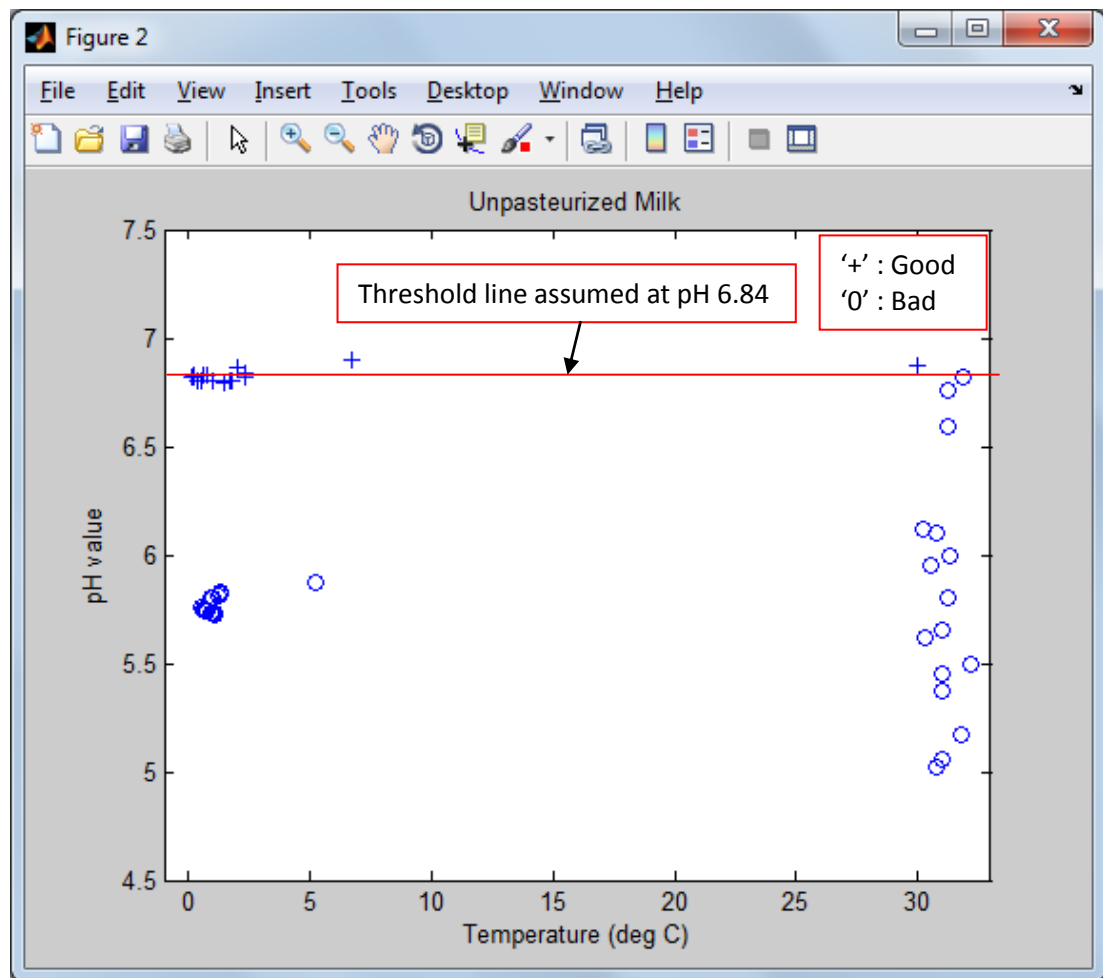 Figure 2
File Edit View Insert Tools Desktop Window Help
Unpasteurized Milk
‘+’ : Good
‘0’ : Bad
Threshold line assumed at pH 6.84
pH value
7.5
7
6.5
6
5.5
5
4.5
0 5 10 15 20 25 30
Temperature (deg C)